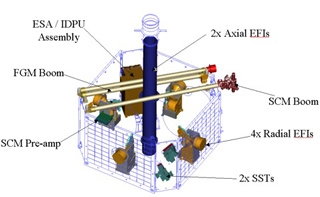 ESA / IDPU
Assembly
2x Axial EFIs
FGM Boom
SCM Boom
SCM Pre-amp
4x Radial EFIs
2x SSTs